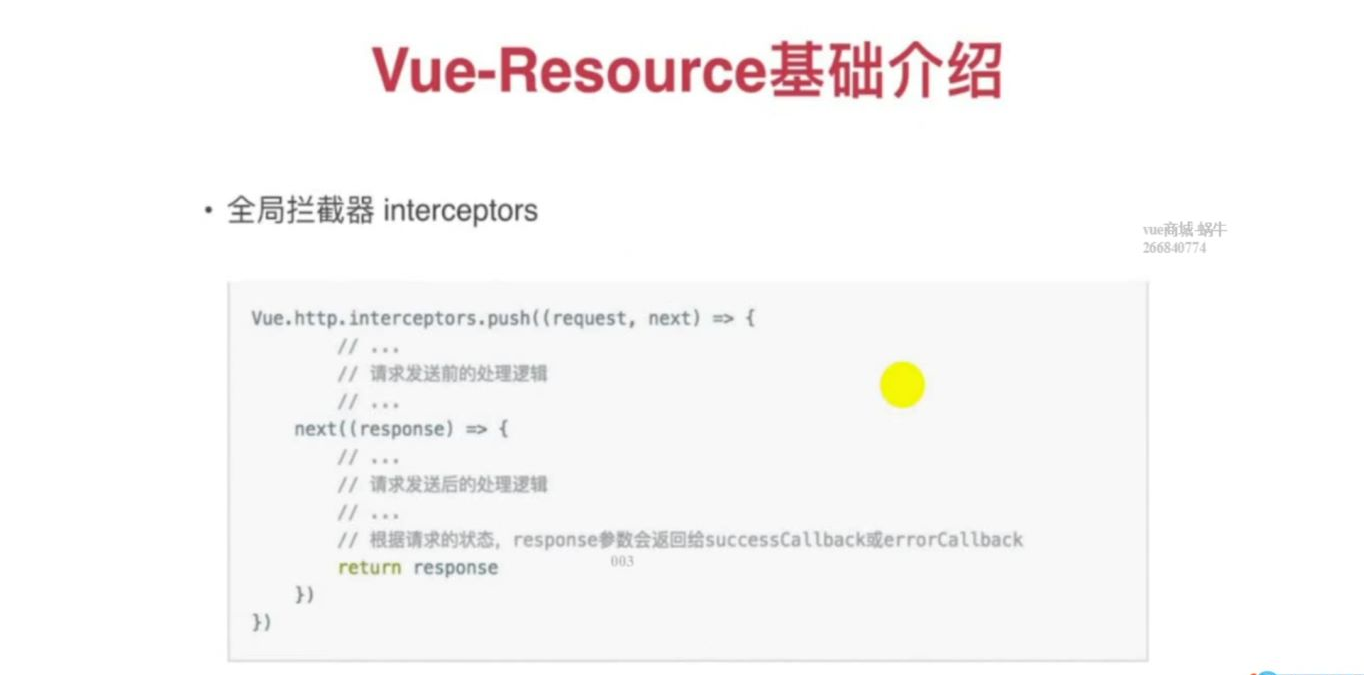 Vue-Resource基础介绍
• 全局拦截器 interceptors
vue商城-蜗牛
266840774
Vue.http.interceptors.push((request, next) => {
// ...
// 请求发送前的处理逻辑
// ...
next((response) => {
// ...
// 请求发送后的处理逻辑
// ...
// 根据请求的状态，response参数会返回给successCallback或errorCallback
003
return response
})
})